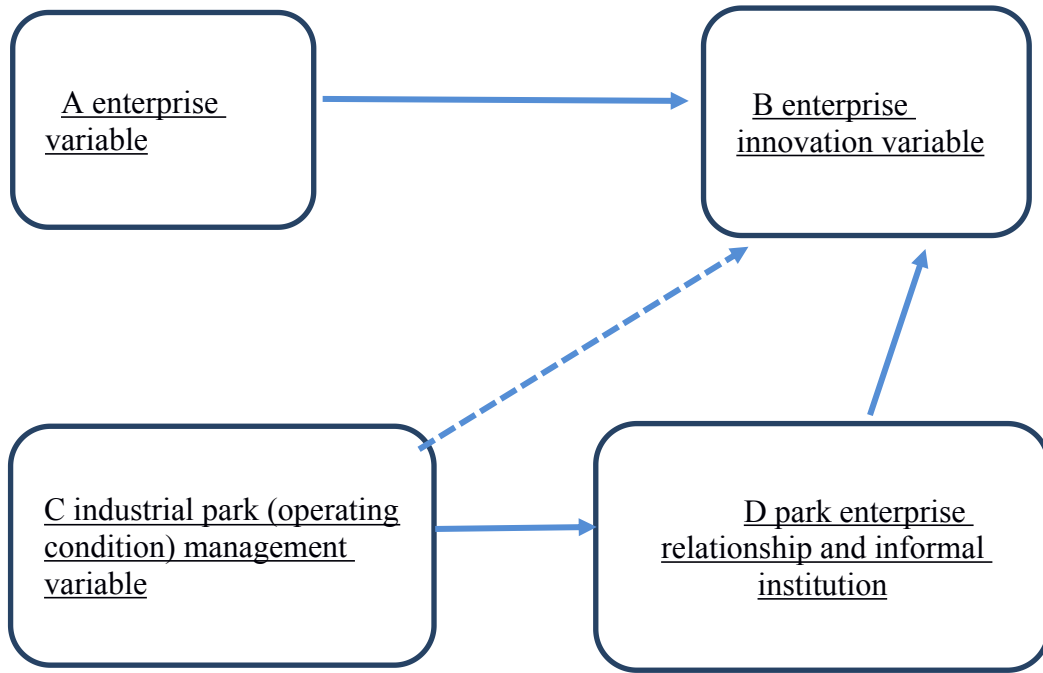 A enterprise
variable
B enterprise
innovation variable
C industrial park (operating
condition) management
variable
D park enterprise
relationship and informal
institution